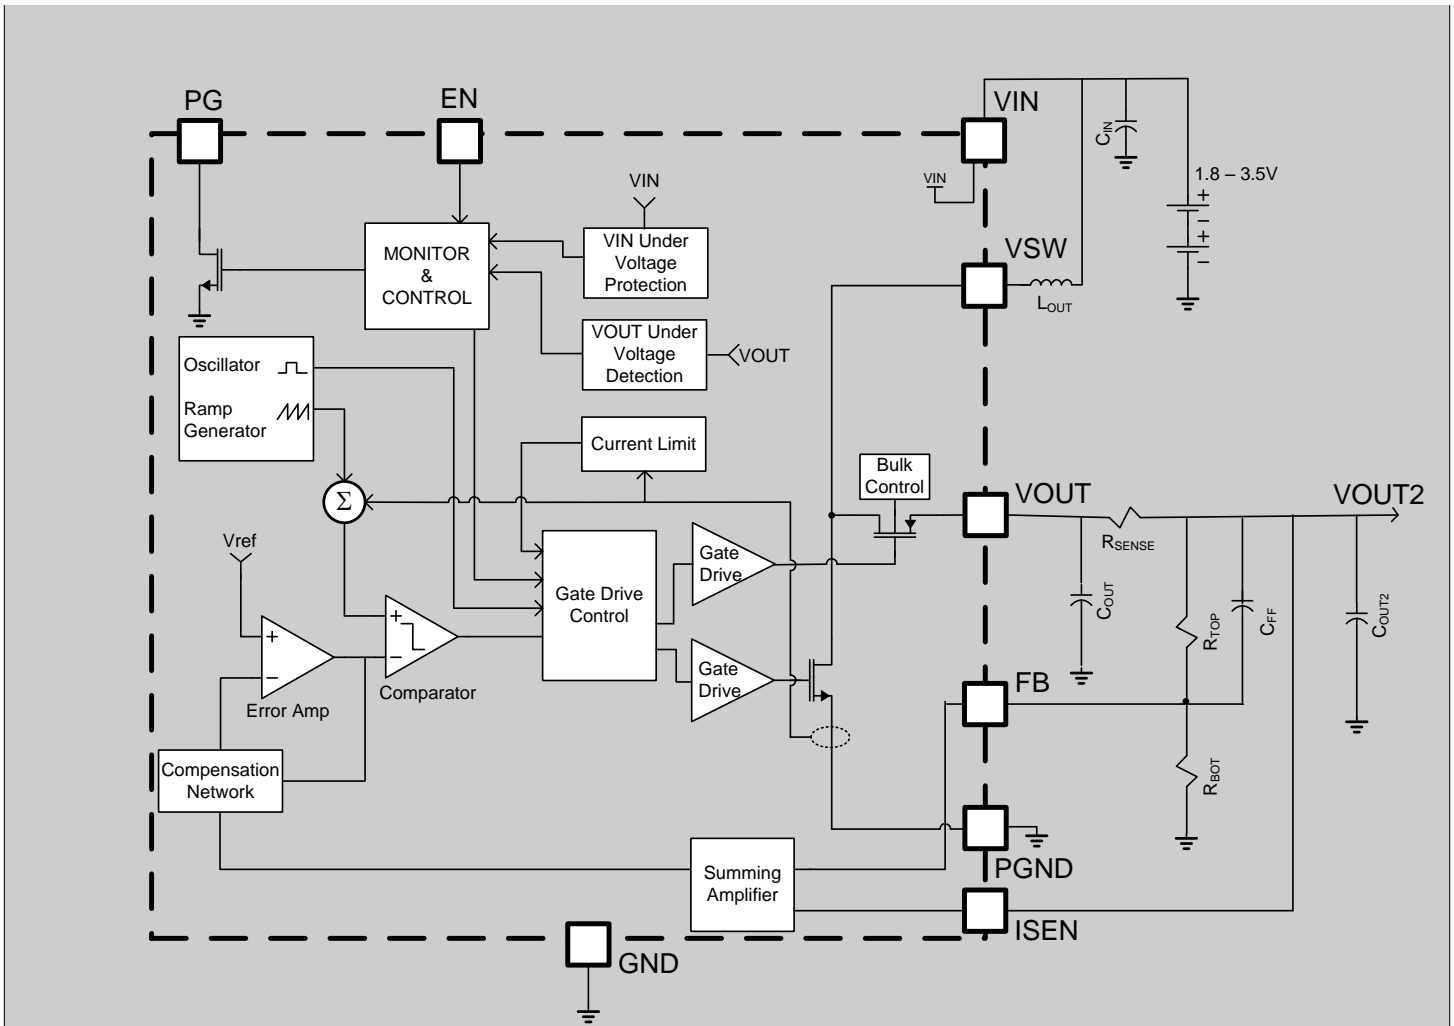 PG
EN
VIN
C_IN
1.8 – 3.5V
VIN
VIN
+
–
+
–
MONITOR
&
CONTROL
VIN Under
Voltage
Protection
VSW
L_OUT
VOUT Under
Voltage
Detection
VOUT
Oscillator
Ramp
Generator
Current Limit
Bulk
Control
Σ
VOUT
VOUT2
R_SENSE
Vref
Gate
Drive
Gate Drive
Control
C_OUT
R_TOP
C_FF
C_OUT2
+
–
+
–
Comparator
Error Amp
Gate
Drive
FB
Compensation
Network
R_BOT
Summing
Amplifier
PGND
ISEN
GND